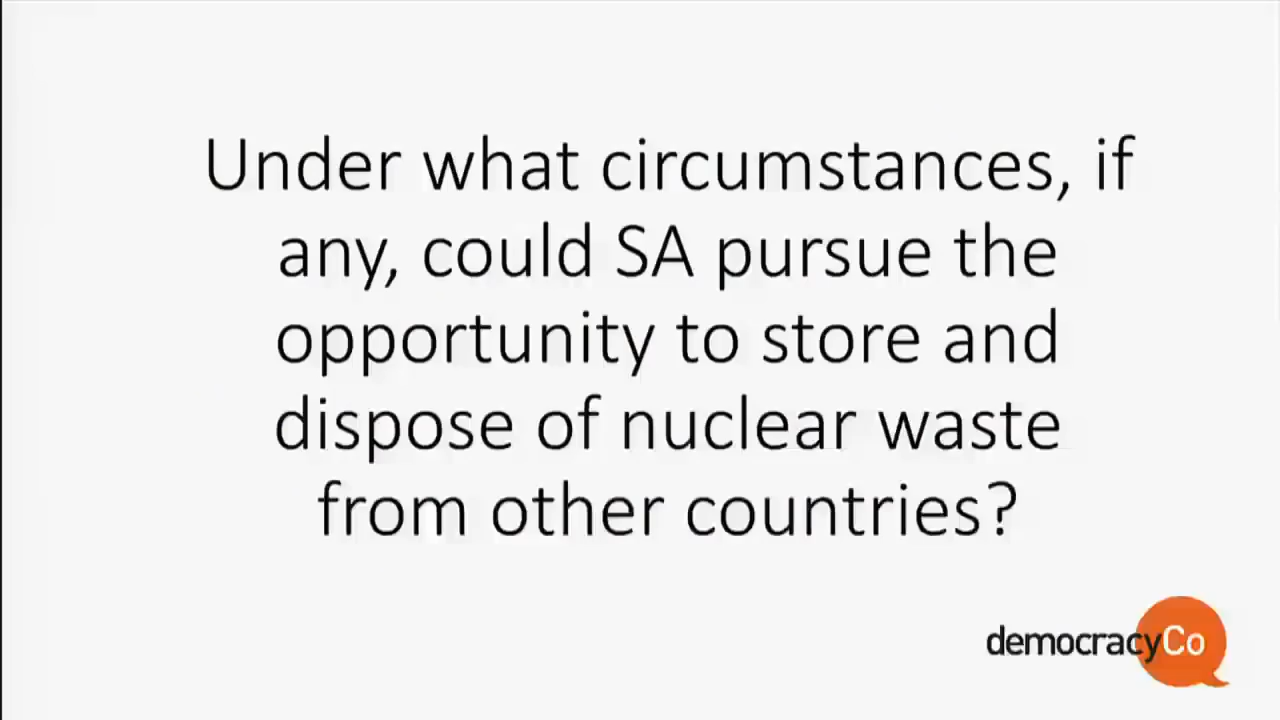 Under what circumstances, if
any, could SA pursue the
opportunity to store and
dispose of nuclear waste
from other countries?
democracyCo